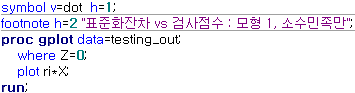 symbol v=dot h=1;
footnote h=2 "표준화잔차 vs 검사점수 : 모형 1, 소수민족만";
proc gplot data=testing_out;
where Z=0;
plot ri*X;
run;